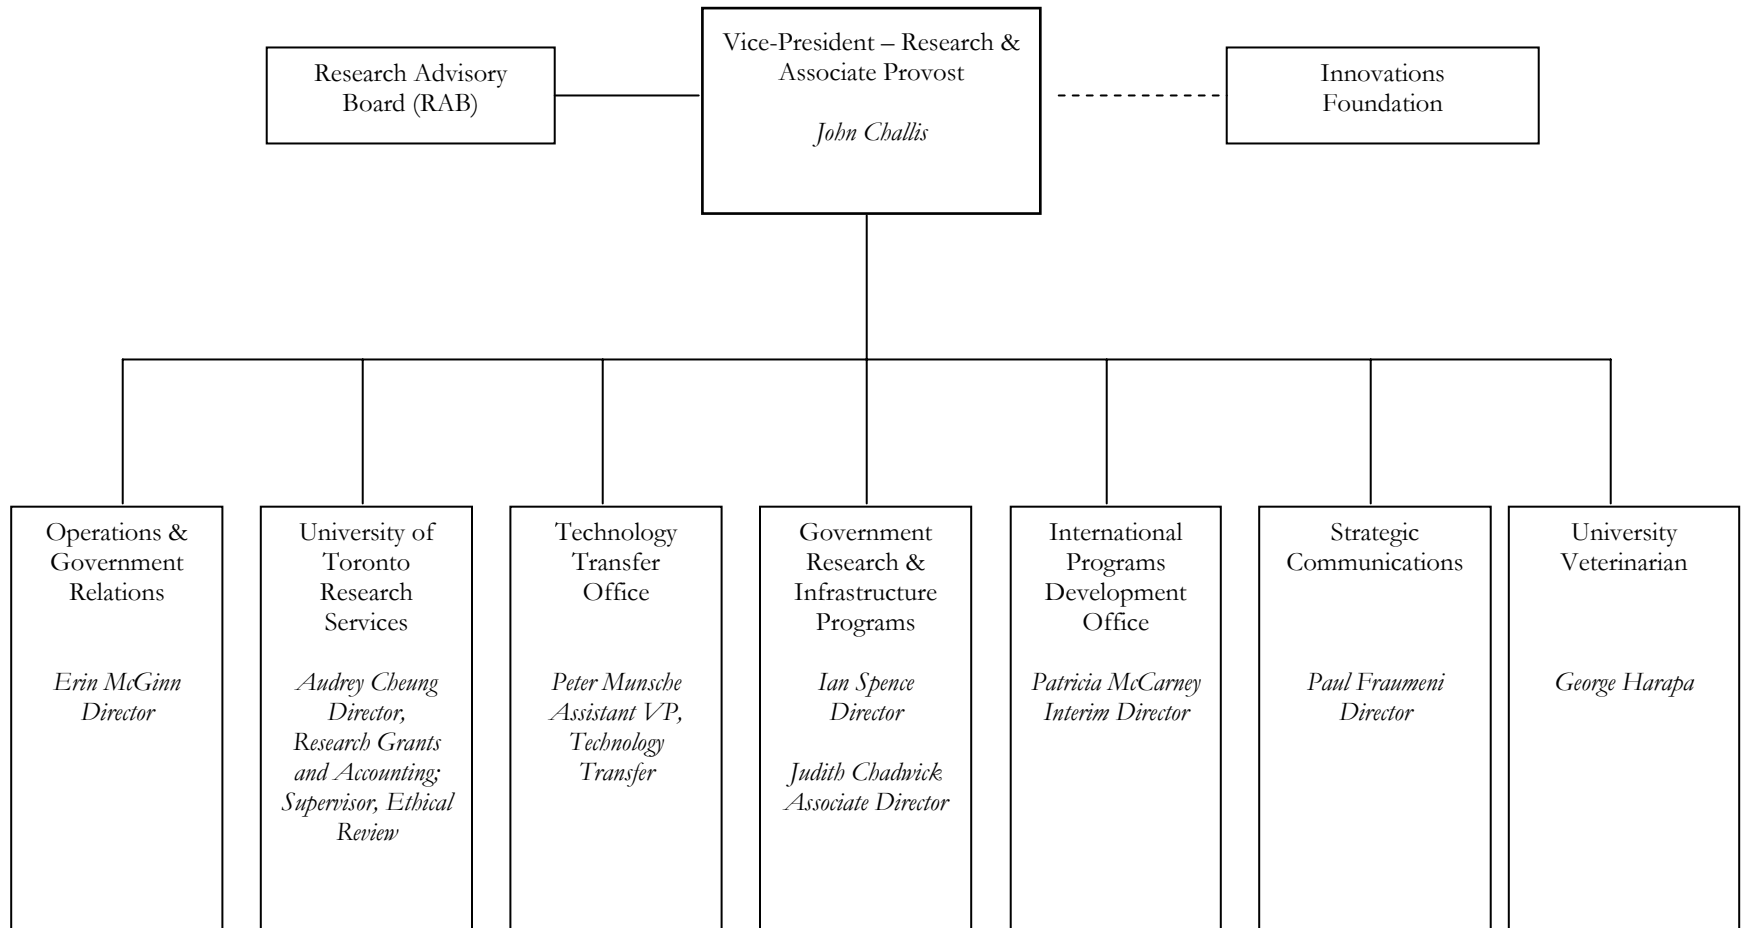 Vice-President – Research &
Associate Provost
John Challis
Research Advisory
Board (RAB)
Innovations
Foundation
Operations &
Government
Relations
Erin McGinn
Director
University of
Toronto
Research
Services
Audrey Cheung
Director,
Research Grants
and Accounting;
Supervisor, Ethical
Review
Technology
Transfer
Office
Peter Munsche
Assistant VP,
Technology
Transfer
Government
Research &
Infrastructure
Programs
Ian Spence
Director
Judith Chadwick
Associate Director
International
Programs
Development
Office
Patricia McCarney
Interim Director
Strategic
Communications
Paul Fraumeni
Director
University
Veterinarian
George Harapa